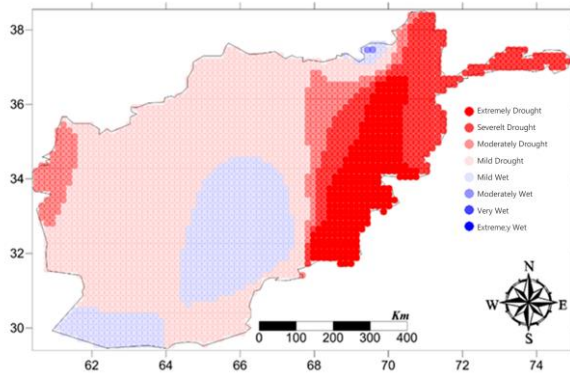 38
36
34
32
30
62
64
66
68
70
72
74
Extremely Drought
Severelt Drought
Moderately Drought
Mild Drought
Mild Wet
Moderately Wet
Very Wet
Extreme;y Wet
N
W
E
S
Km
0
100
200
300
400